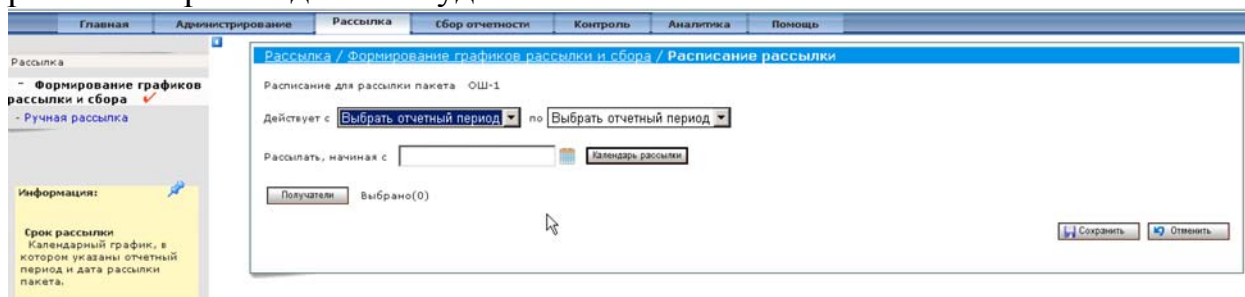 Главная Администрирование Рассылка Сбор отчетности Контроль Аналитика Помощь
Рассылка / Формирование графиков рассылки и сбора / Расписание рассылки
Рассылка
- Формирование графиков
рассылки и сбора
- Ручная рассылка
Расписание для рассылки пакета ОШ-1
Действует с Выбрать отчетный период по Выбрать отчетный период
Рассылать, начиная с Календарь рассылки
Получатели Выбрано(0)
Сохранить Отменить
Информация:
Срок рассылки
Календарный график, в
котором указаны отчетный
период и дата рассылки
пакета.